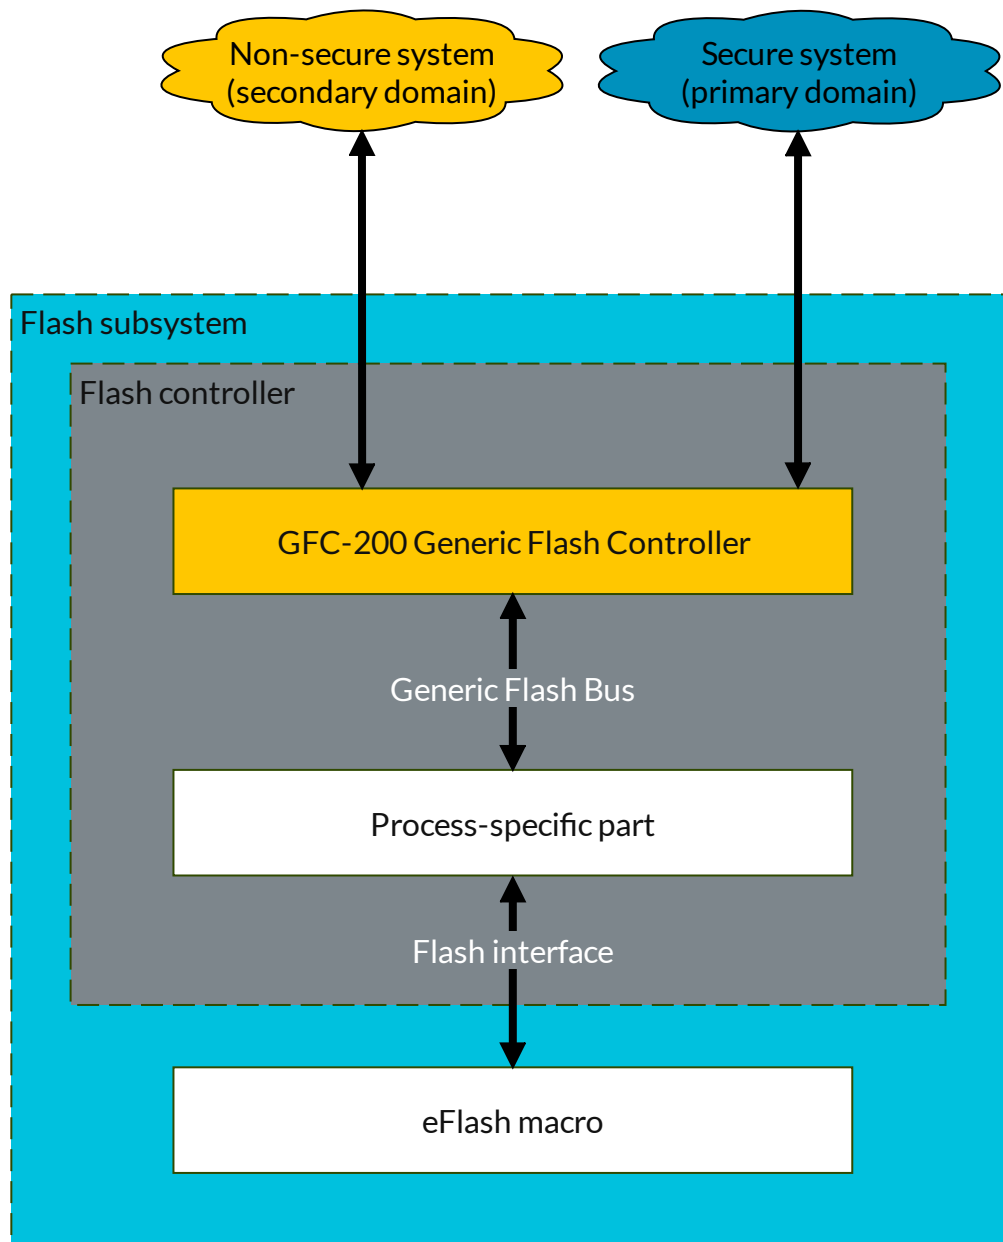 Non-secure system
(secondary domain)
Secure system
(primary domain)
Flash subsystem
Flash controller
GFC-200 Generic Flash Controller
Generic Flash Bus
Process-specific part
Flash interface
eFlash macro